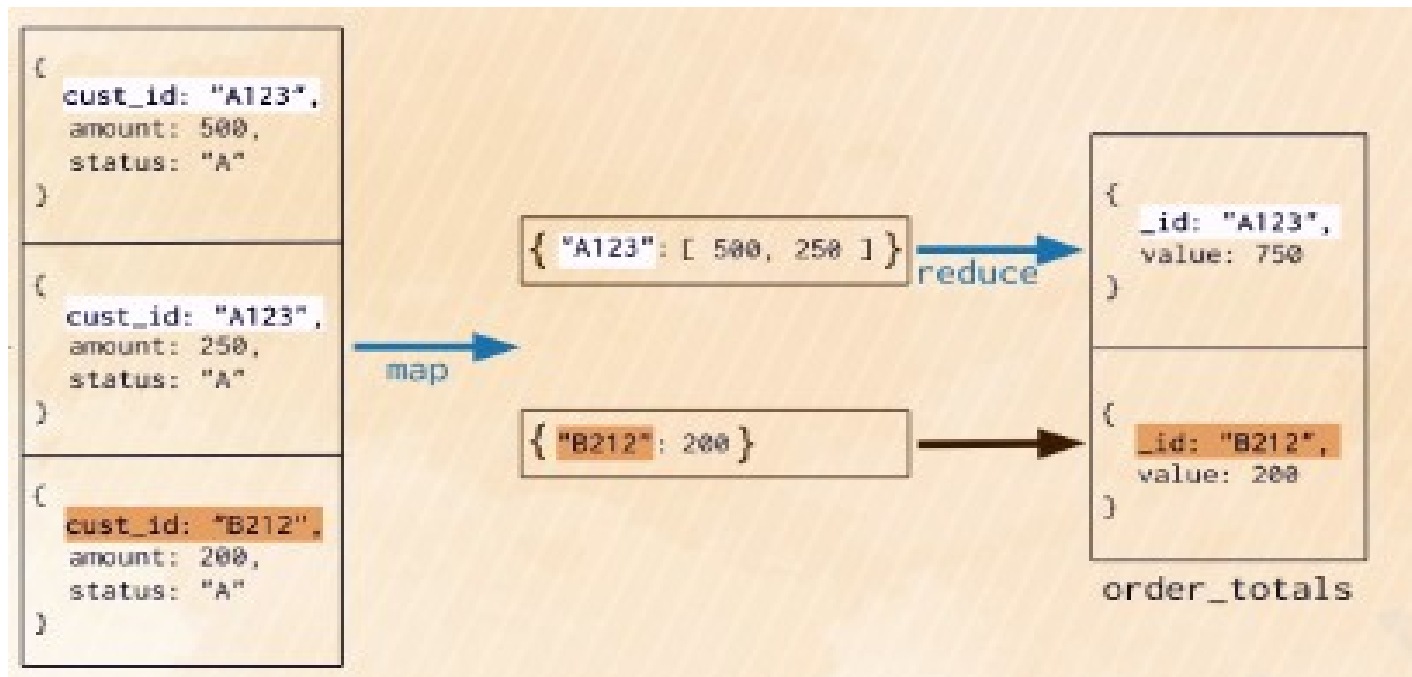 {
cust_id: "A123",
amount: 500,
status: "A"
}
{
cust_id: "A123",
amount: 250,
status: "A"
}
{
cust_id: "B212",
amount: 200,
status: "A"
}
map
{ "A123": [ 500, 250 ] }
{ "B212": 200 }
reduce
{
_id: "A123",
value: 750
}
{
_id: "B212",
value: 200
}
order_totals